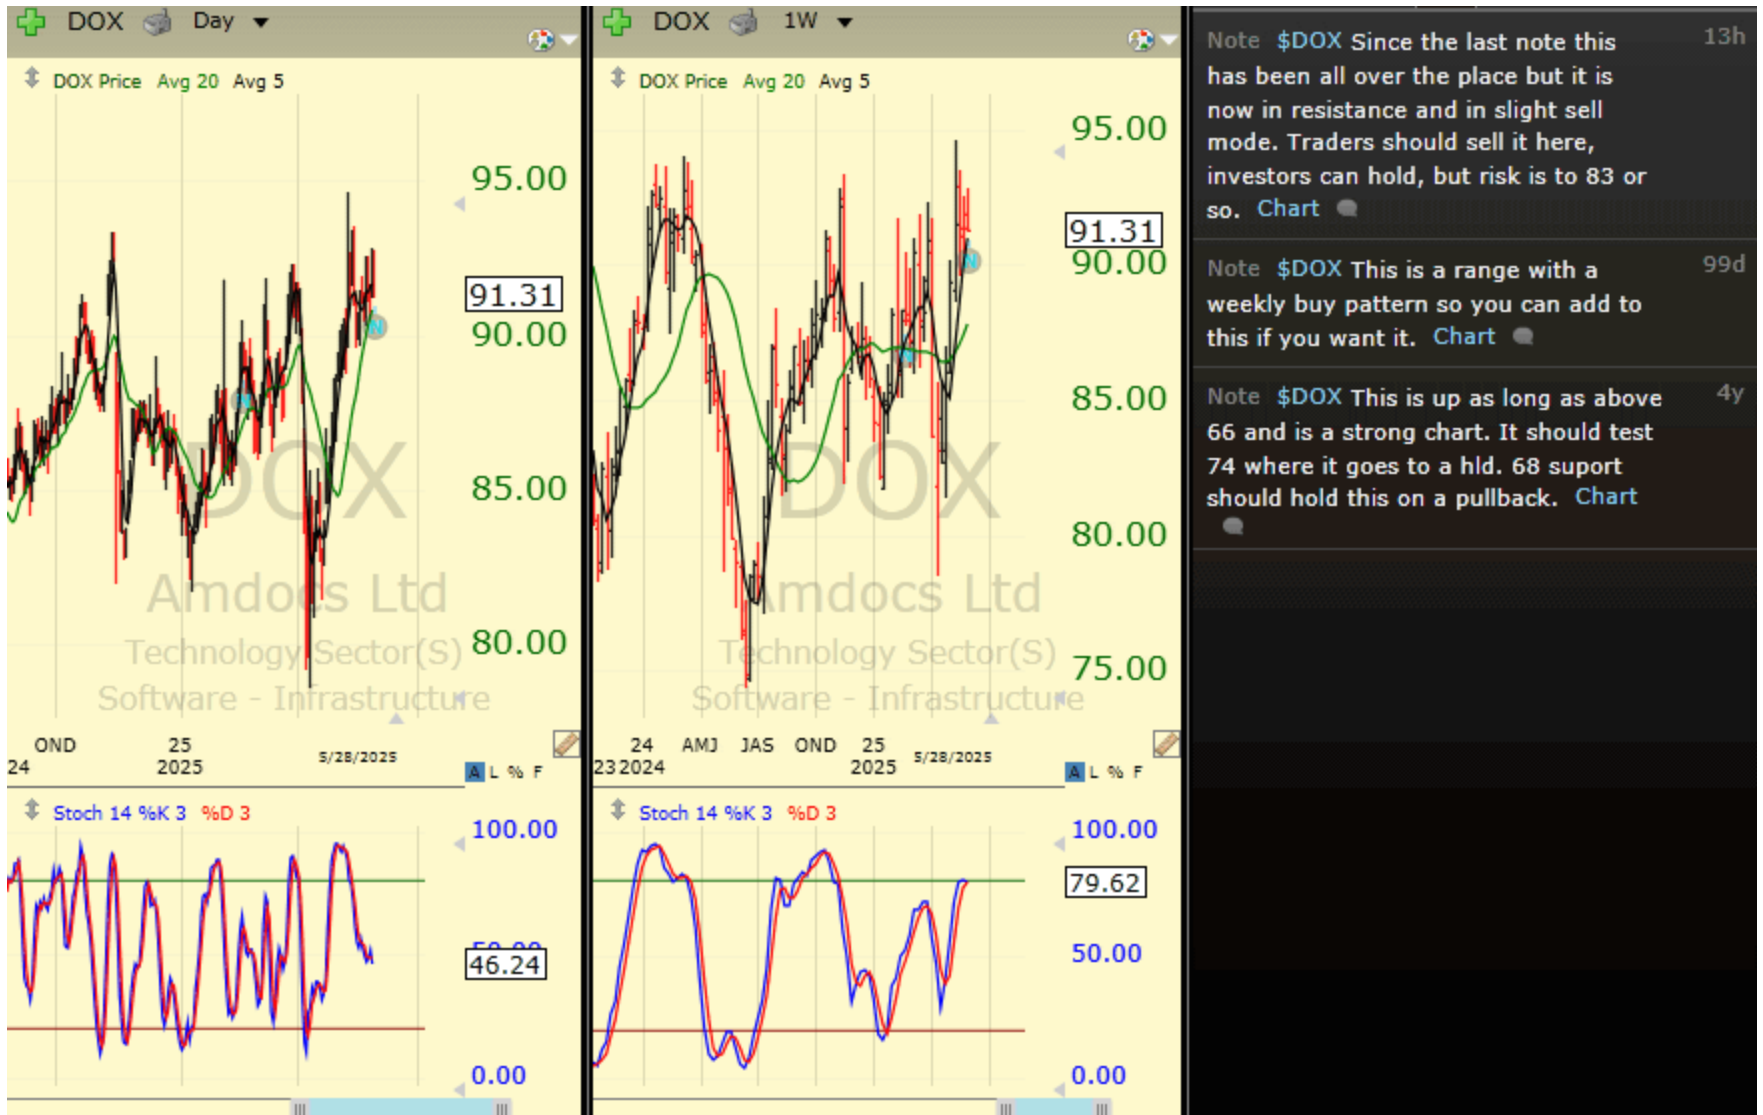 DOX Day
DOX Price Avg 20 Avg 5
95.00
91.31
90.00
85.00
80.00
N
N
DOX
Amdocs Ltd
Technology Sector(S)
Software - Infrastructure
OND 25
24 2025 5/28/2025
A L % F
Stoch 14 %K 3 %D 3
100.00
50.00
46.24
0.00
DOX 1W
DOX Price Avg 20 Avg 5
95.00
91.31
90.00
85.00
80.00
75.00
N
N
DOX
Amdocs Ltd
Technology Sector(S)
Software - Infrastructure
24 AMJ JAS OND 25
23 2024 2025 5/28/2025
A L % F
Stoch 14 %K 3 %D 3
100.00
79.62
50.00
0.00
Note $DOX Since the last note this 13h
has been all over the place but it is
now in resistance and in slight sell
mode. Traders should sell it here,
investors can hold, but risk is to 83 or
so. Chart
Note $DOX This is a range with a 99d
weekly buy pattern so you can add to
this if you want it. Chart
Note $DOX This is up as long as above 4y
66 and is a strong chart. It should test
74 where it goes to a hld. 68 suport
should hold this on a pullback. Chart